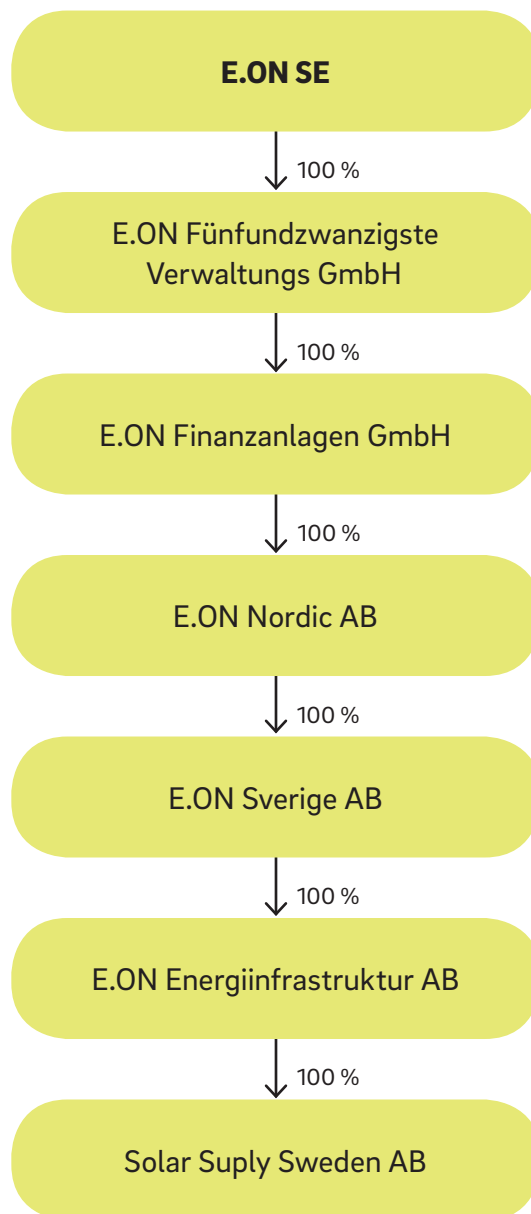 E.ON SE
100 %
E.ON Fünfundzwanzigste
Verwaltungs GmbH
100 %
E.ON Finanzanlagen GmbH
100 %
E.ON Nordic AB
100 %
E.ON Sverige AB
100 %
E.ON Energiinfrastruktur AB
100 %
Solar Suply Sweden AB